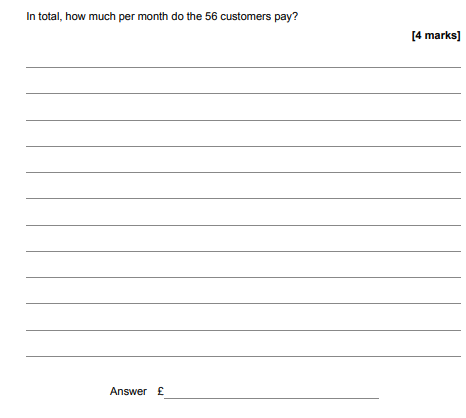 In total, how much per month do the 56 customers pay?
[4 marks]
Answer £